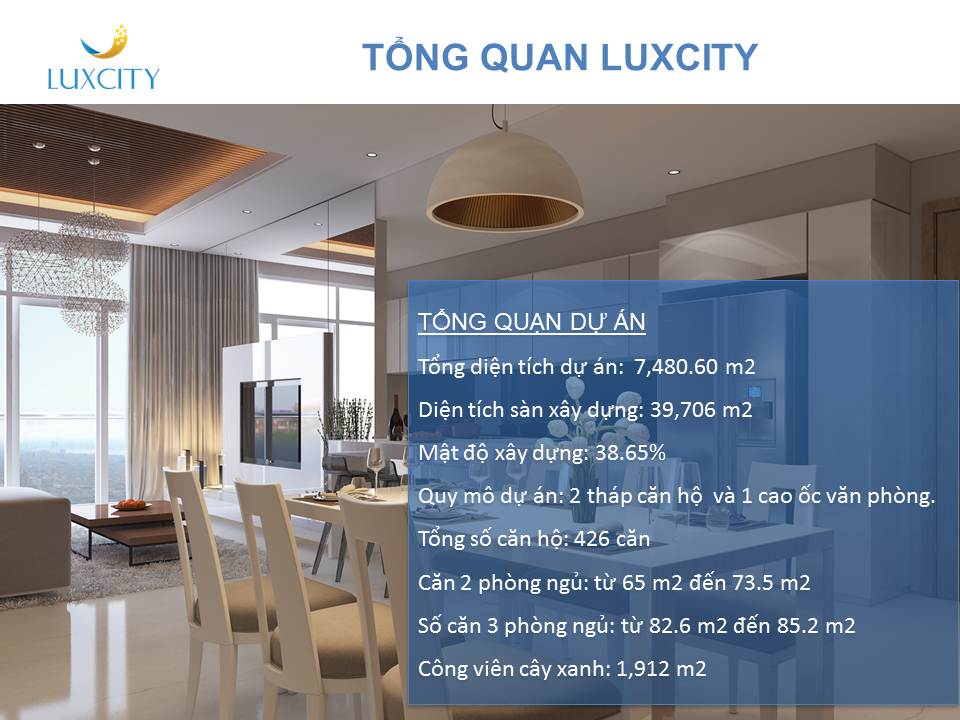 LUXCITY
TỔNG QUAN LUXCITY
TỔNG QUAN DỰ ÁN
Tổng diện tích dự án: 7,480.60 m2
Diện tích sàn xây dựng: 39,706 m2
Mật độ xây dựng: 38.65%
Quy mô dự án: 2 tháp căn hộ và 1 cao ốc văn phòng.
Tổng số căn hộ: 426 căn
Căn 2 phòng ngủ: từ 65 m2 đến 73.5 m2
Số căn 3 phòng ngủ: từ 82.6 m2 đến 85.2 m2
Công viên cây xanh: 1,912 m2